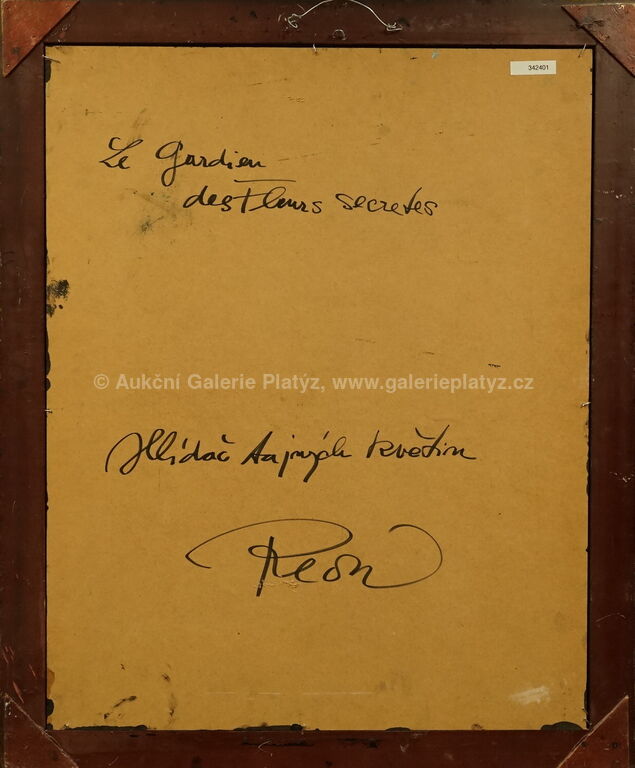 342401
Le Gardien
des Fleurs secretes
© Aukční Galerie Platýz, www.galerieplatyz.cz
Hlídač tajných květin
Reon